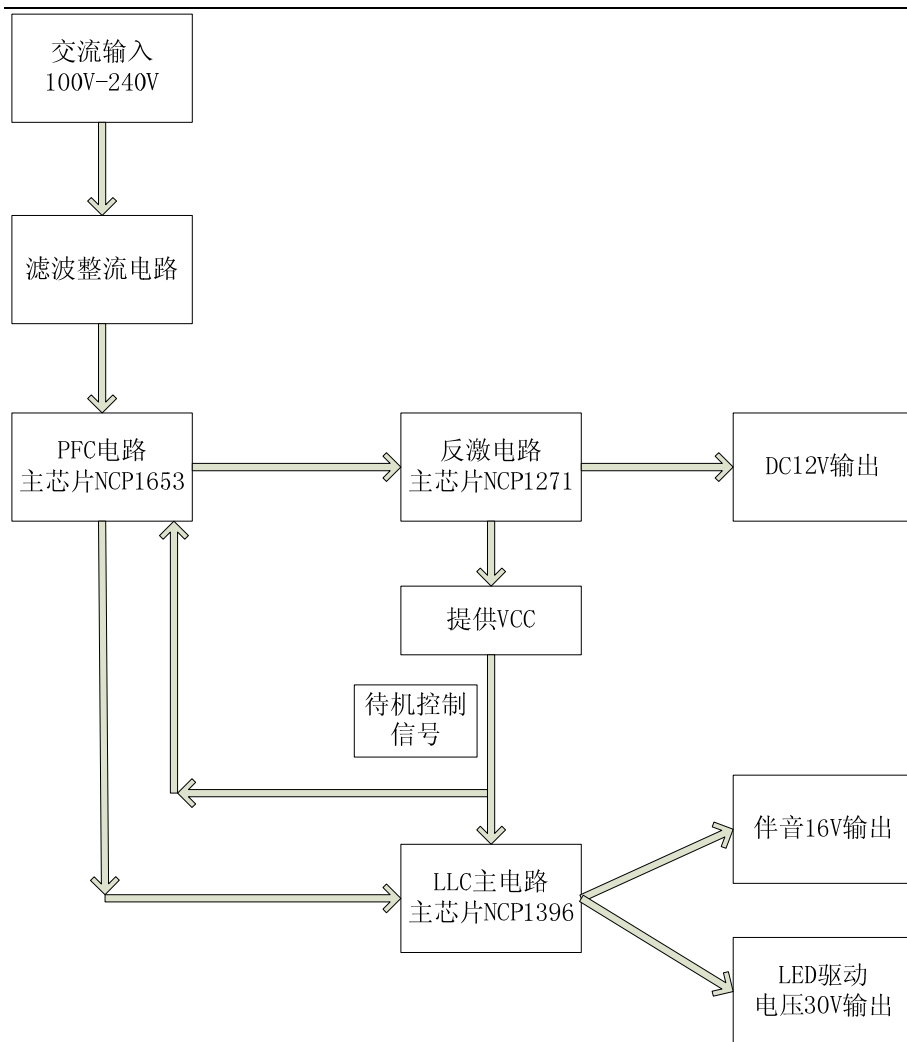 交流输入
100V-240V
滤波整流电路
PFC电路
主芯片NCP1653
反激电路
主芯片NCP1271
DC12V输出
提供VCC
待机控制
信号
伴音16V输出
LLC主电路
主芯片NCP1396
LED驱动
电压30V输出